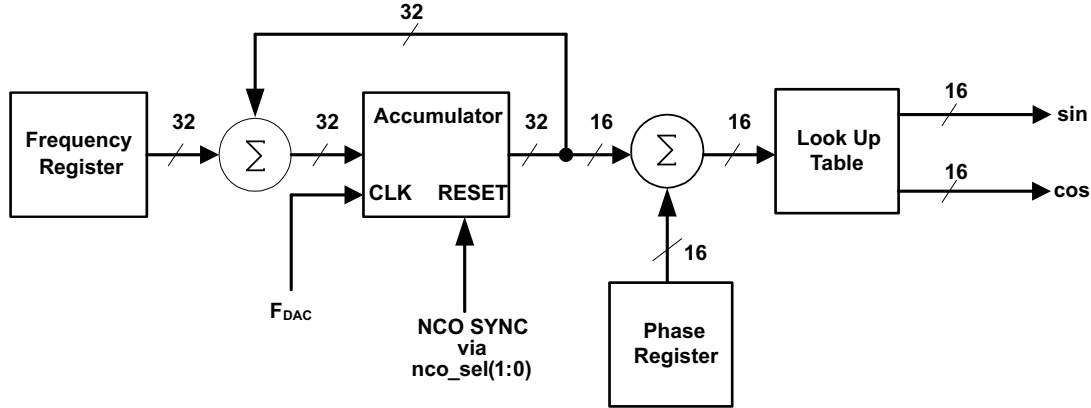 32
Frequency
Register
32
Σ
32
Accumulator
CLK
RESET
32
16
Σ
16
Look Up
Table
16
sin
16
cos
16
F_DAC
NCO SYNC
via
nco_sel(1:0)
Phase
Register